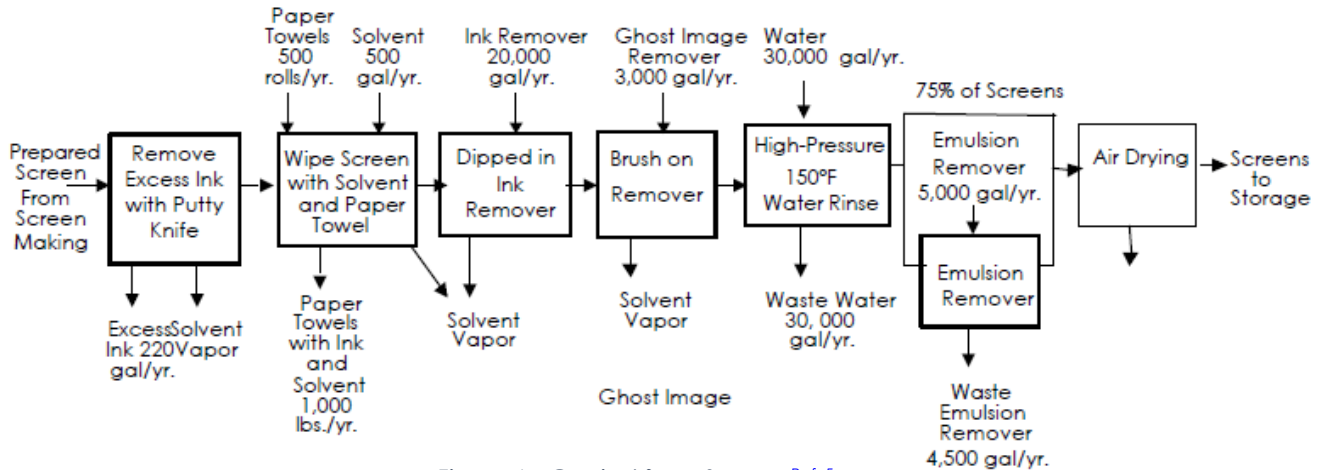 Paper
Towels
500
rolls/yr.
Solvent
500
gal/yr.
Ink Remover
20,000
gal/yr.
Ghost Image
Remover
3,000 gal/yr.
Water
30,000 gal/yr.
75% of Screens
Prepared
Screen
From
Screen
Making
Remove
Excess Ink
with Putty
Knife
Wipe Screen
with Solvent
and Paper
Towel
Dipped in
Ink
Remover
Brush on
Remover
High-Pressure
150°F
Water Rinse
Emulsion
Remover
5,000 gal/yr.
Emulsion
Remover
Air Drying
Screens
to
Storage
Excess
Ink 220
gal/yr.
Solvent
Vapor
Paper
Towels
with Ink
and
Solvent
1,000
lbs./yr.
Solvent
Vapor
Solvent
Vapor
Waste Water
30, 000
gal/yr.
Ghost Image
Waste
Emulsion
Remover
4,500 gal/yr.